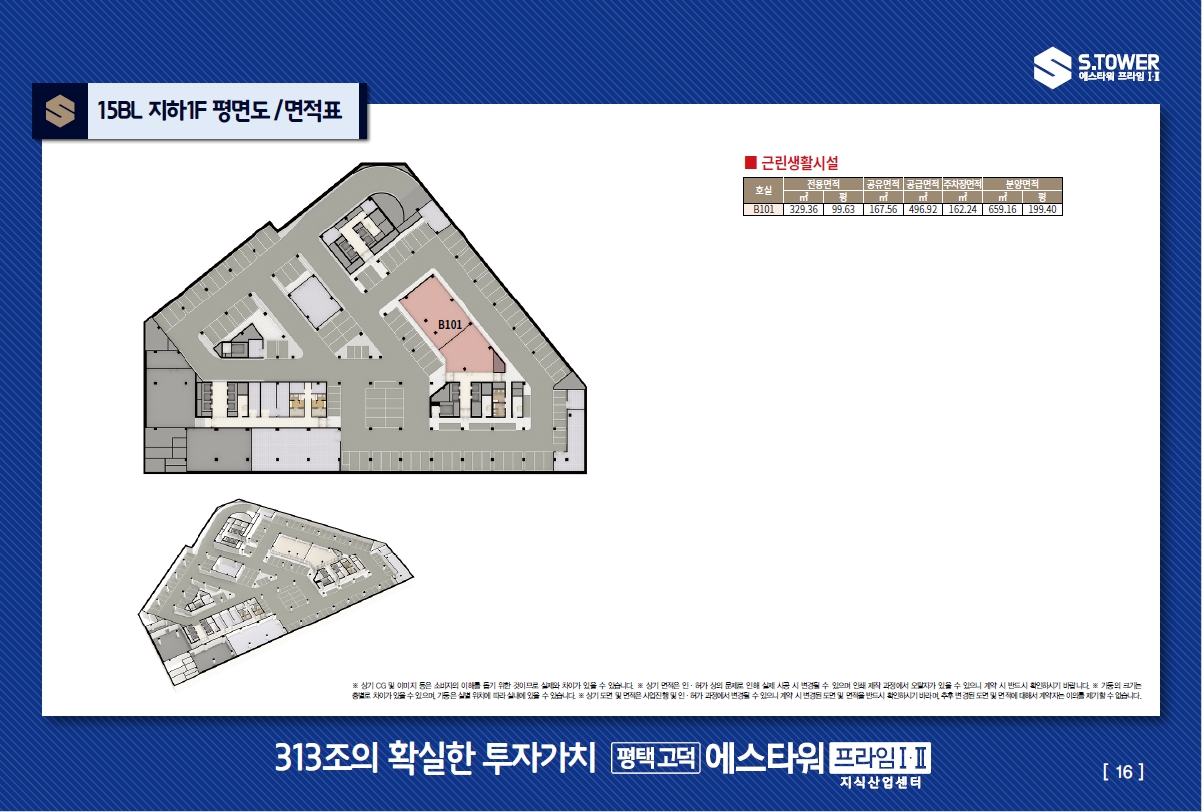 S.TOWER
에스타워 프라임 I·II
15BL 지하1F 평면도 / 면적표
■ 근린생활시설
호실 전용면적 공유면적 공급면적 주차장면적 분양면적
㎡ 평 ㎡ ㎡ ㎡ ㎡ 평
B101 329.36 99.63 167.56 496.92 162.24 659.16 199.40
B101
※ 상기 CG 및 이미지 등은 소비자의 이해를 돕기 위한 것이므로 실제와 차이가 있을 수 있습니다. ※ 상기 면적은 인·허가 상의 문제로 인해 실제 시공 시 변경될 수 있으며 인쇄 제작 과정에서 오탈자가 있을 수 있으니 계약 시 반드시 확인하시기 바랍니다. ※ 기둥의 크기는
층별로 차이가 있을 수 있으며, 기둥은 실별 위치에 따라 실내에 있을 수 있습니다. ※ 상기 도면 및 면적은 사업진행 및 인·허가 과정에서 변경될 수 있으니 계약 시 변경된 도면 및 면적을 반드시 확인하시기 바라며, 추후 변경된 도면 및 면적에 대해서 계약자는 이의를 제기할 수 없습니다.
313조의 확실한 투자가치 평택 고덕 에스타워 프라임 I·II
지식산업센터
[ 16 ]